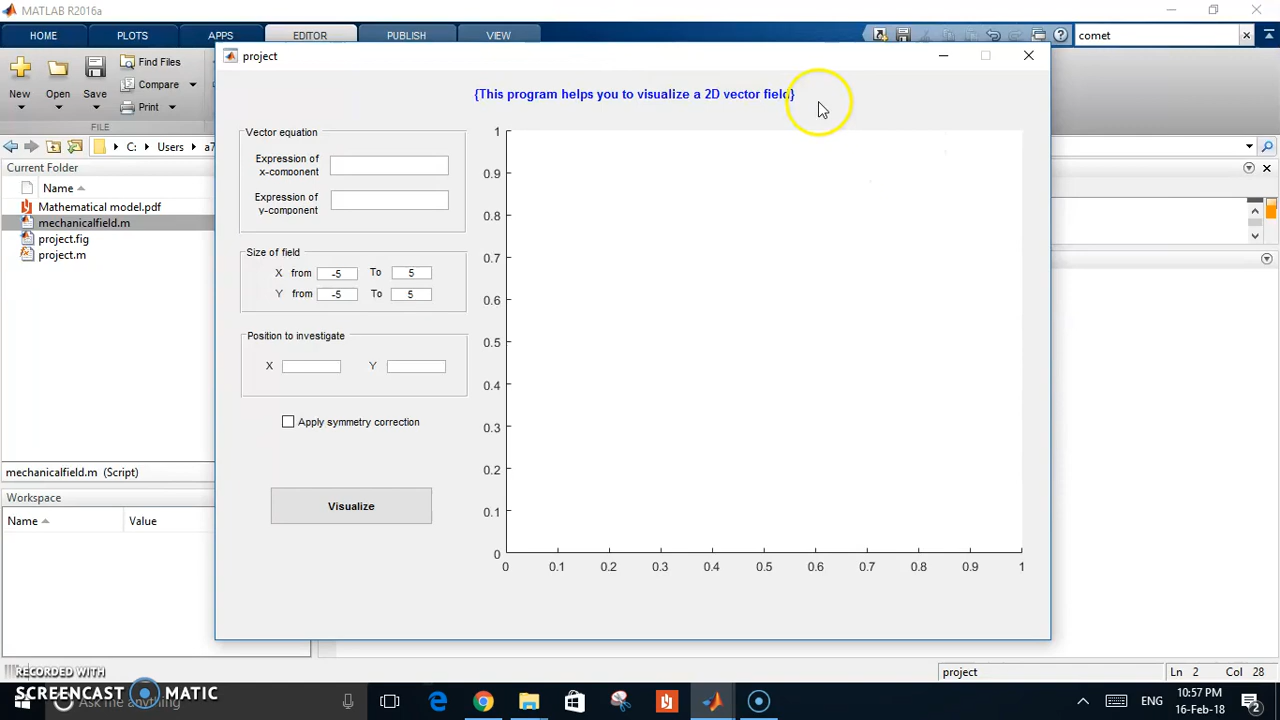 MATLAB R2016a
HOME PLOTS APPS EDITOR PUBLISH VIEW
comet
New Open Save
Find Files
Compare
Print
FILE
C: Users a7
Current Folder
Name
Mathematical model.pdf
mechanicalfield.m
project.fig
project.m
mechanicalfield.m (Script)
Workspace
Name Value
project
{This program helps you to visualize a 2D vector field}
Vector equation
Expression of
x-component
Expression of
y-component
Size of field
X from -5 To 5
Y from -5 To 5
Position to investigate
X Y
Apply symmetry correction
Visualize
1
0.9
0.8
0.7
0.6
0.5
0.4
0.3
0.2
0.1
0
0 0.1 0.2 0.3 0.4 0.5 0.6 0.7 0.8 0.9 1
project Ln 2 Col 28
RECORDED WITH
SCREENCAST MATIC
Ask me anything
ENG
10:57 PM
16-Feb-18
2